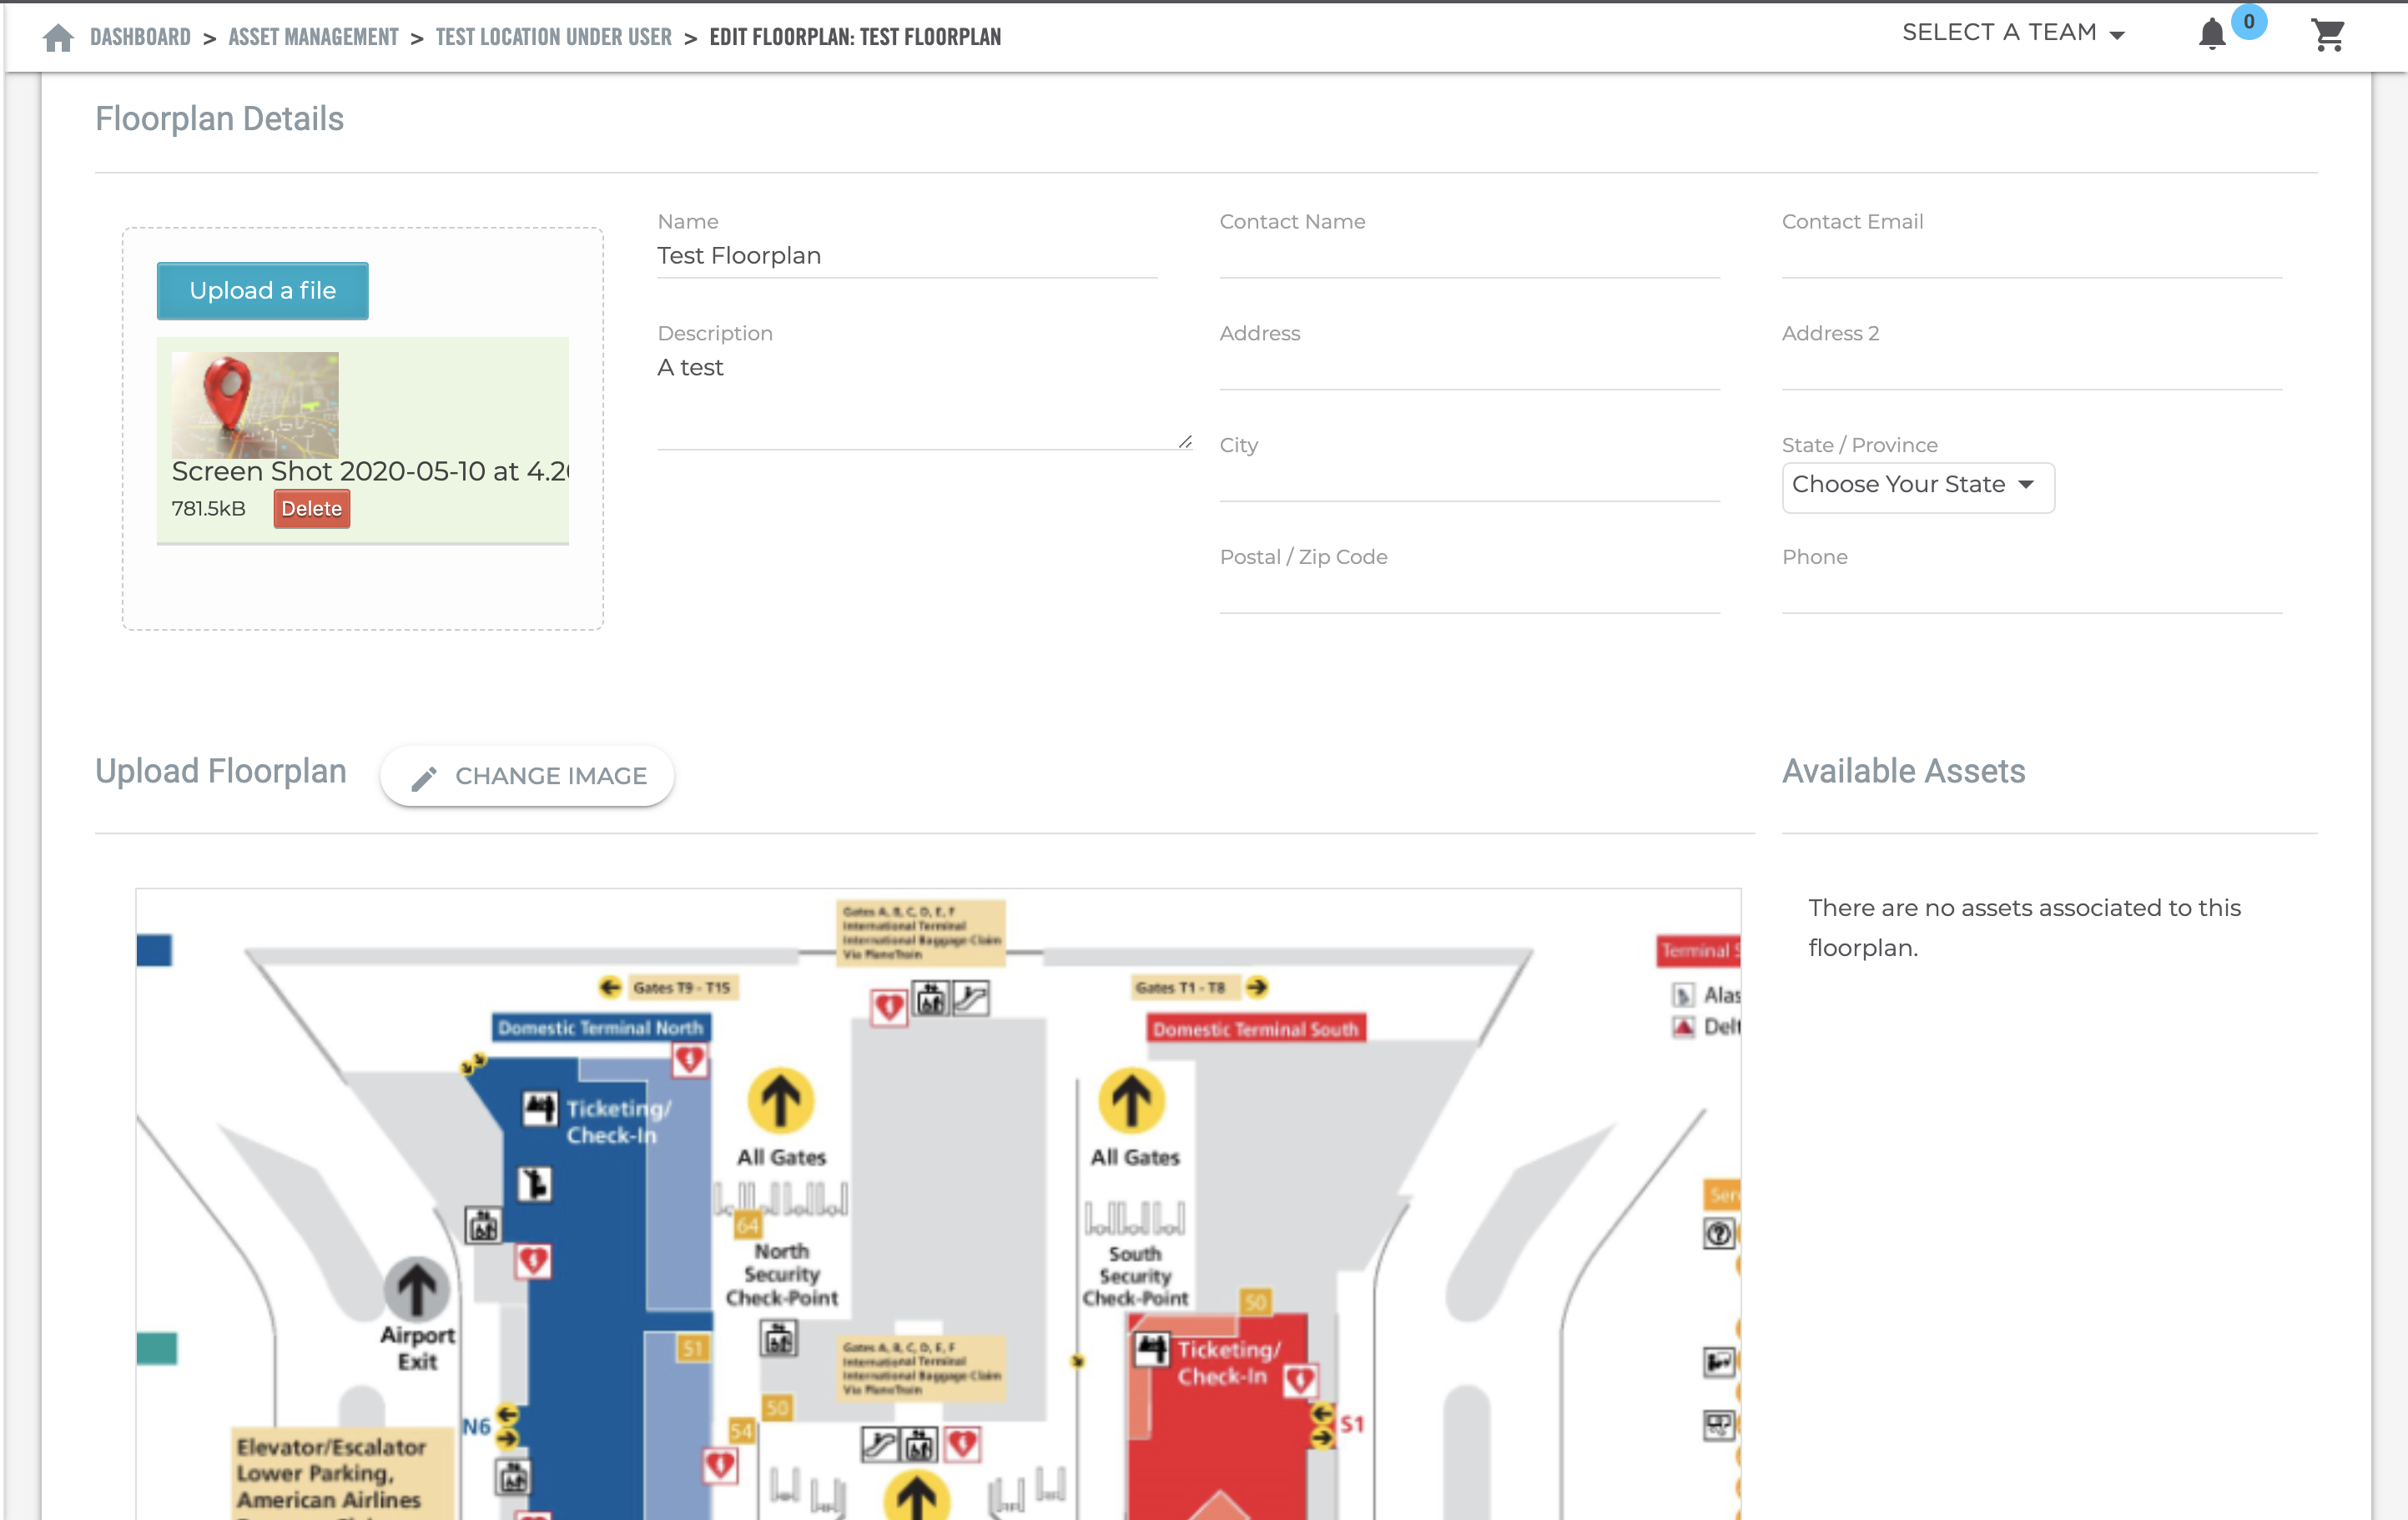 DASHBOARD > ASSET MANAGEMENT > TEST LOCATION UNDER USER > EDIT FLOORPLAN: TEST FLOORPLAN
SELECT A TEAM
0
Floorplan Details
Upload a file
Screen Shot 2020-05-10 at 4.2
781.5kB
Delete
Name
Test Floorplan
Description
A test
Contact Name
Contact Email
Address
Address 2
City
State / Province
Choose Your State
Postal / Zip Code
Phone
Upload Floorplan
CHANGE IMAGE
Available Assets
There are no assets associated to this
floorplan.
Gates A, B, C, D, E, F
International Terminal
International Baggage Claim
Via PlaneTrain
Gates T9 - T15
Gates T1 - T8
Domestic Terminal North
Domestic Terminal South
Terminal S
Alas
Delt
Ticketing/
Check-In
All Gates
All Gates
64
North
Security
Check-Point
South
Security
Check-Point
Ser
Airport
Exit
51
50
Gates A, B, C, D, E, F
International Terminal
International Baggage Claim
Via PlaneTrain
Ticketing/
Check-In
50
54
N6
S1
Elevator/Escalator
Lower Parking,
American Airlines